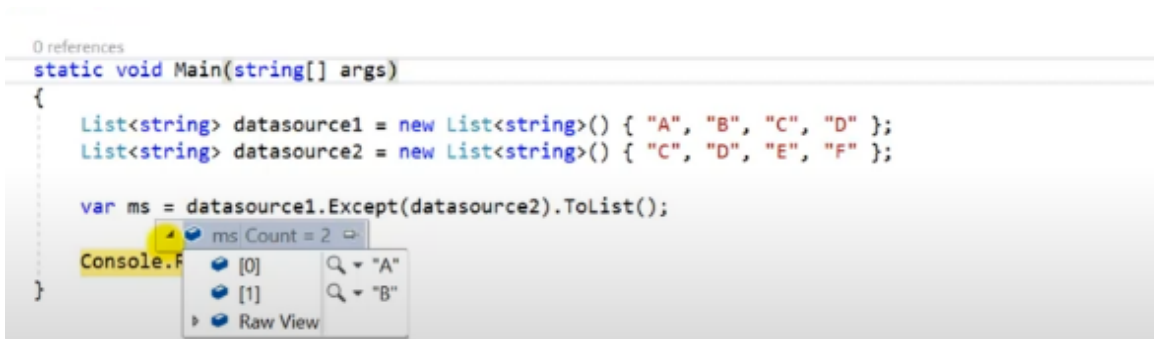 0 references
static void Main(string[] args)
{
List<string> datasource1 = new List<string>() { "A", "B", "C", "D" };
List<string> datasource2 = new List<string>() { "C", "D", "E", "F" };
var ms = datasource1.Except(datasource2).ToList();
ms Count = 2
Console.R
[0] "A"
[1] "B"
}
Raw View